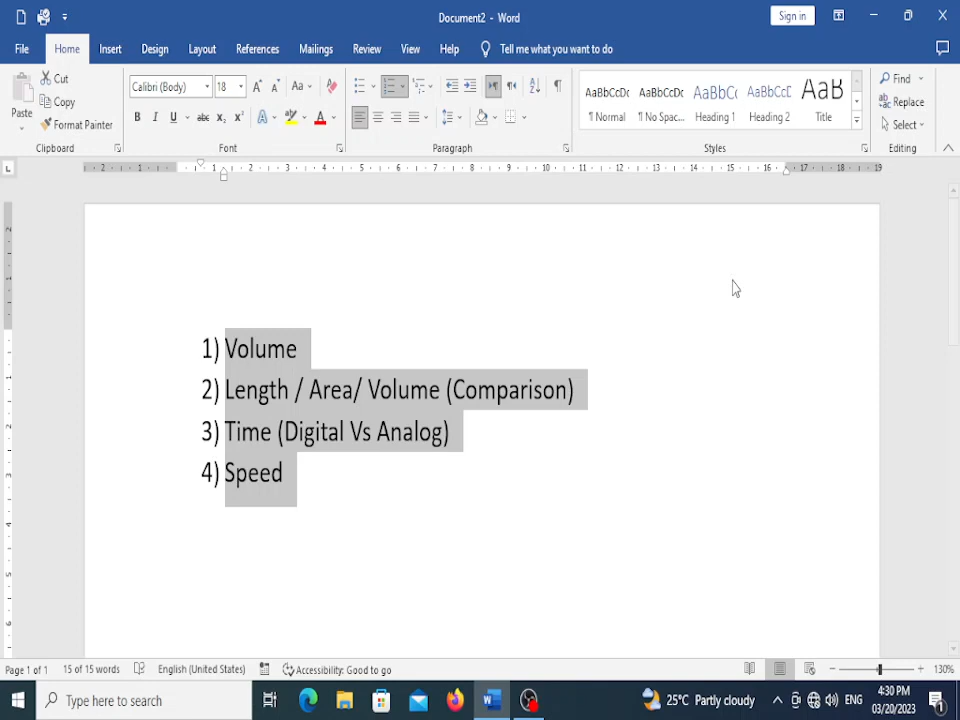 Document2 - Word
Sign in
File Home Insert Design Layout References Mailings Review View Help Tell me what you want to do
Paste
Cut
Copy
Format Painter
Clipboard
Calibri (Body) 18
Font
Paragraph
AaBbCcDc AaBbCcDc AaBbCc AaBbCcD AaB
¶ Normal ¶ No Spac... Heading 1 Heading 2 Title
Styles
Find
Replace
Select
Editing
1) Volume
2) Length / Area/ Volume (Comparison)
3) Time (Digital Vs Analog)
4) Speed
Page 1 of 1 15 of 15 words English (United States) Accessibility: Good to go 130%
Type here to search
25°C Partly cloudy ENG
4:30 PM
03/20/2023